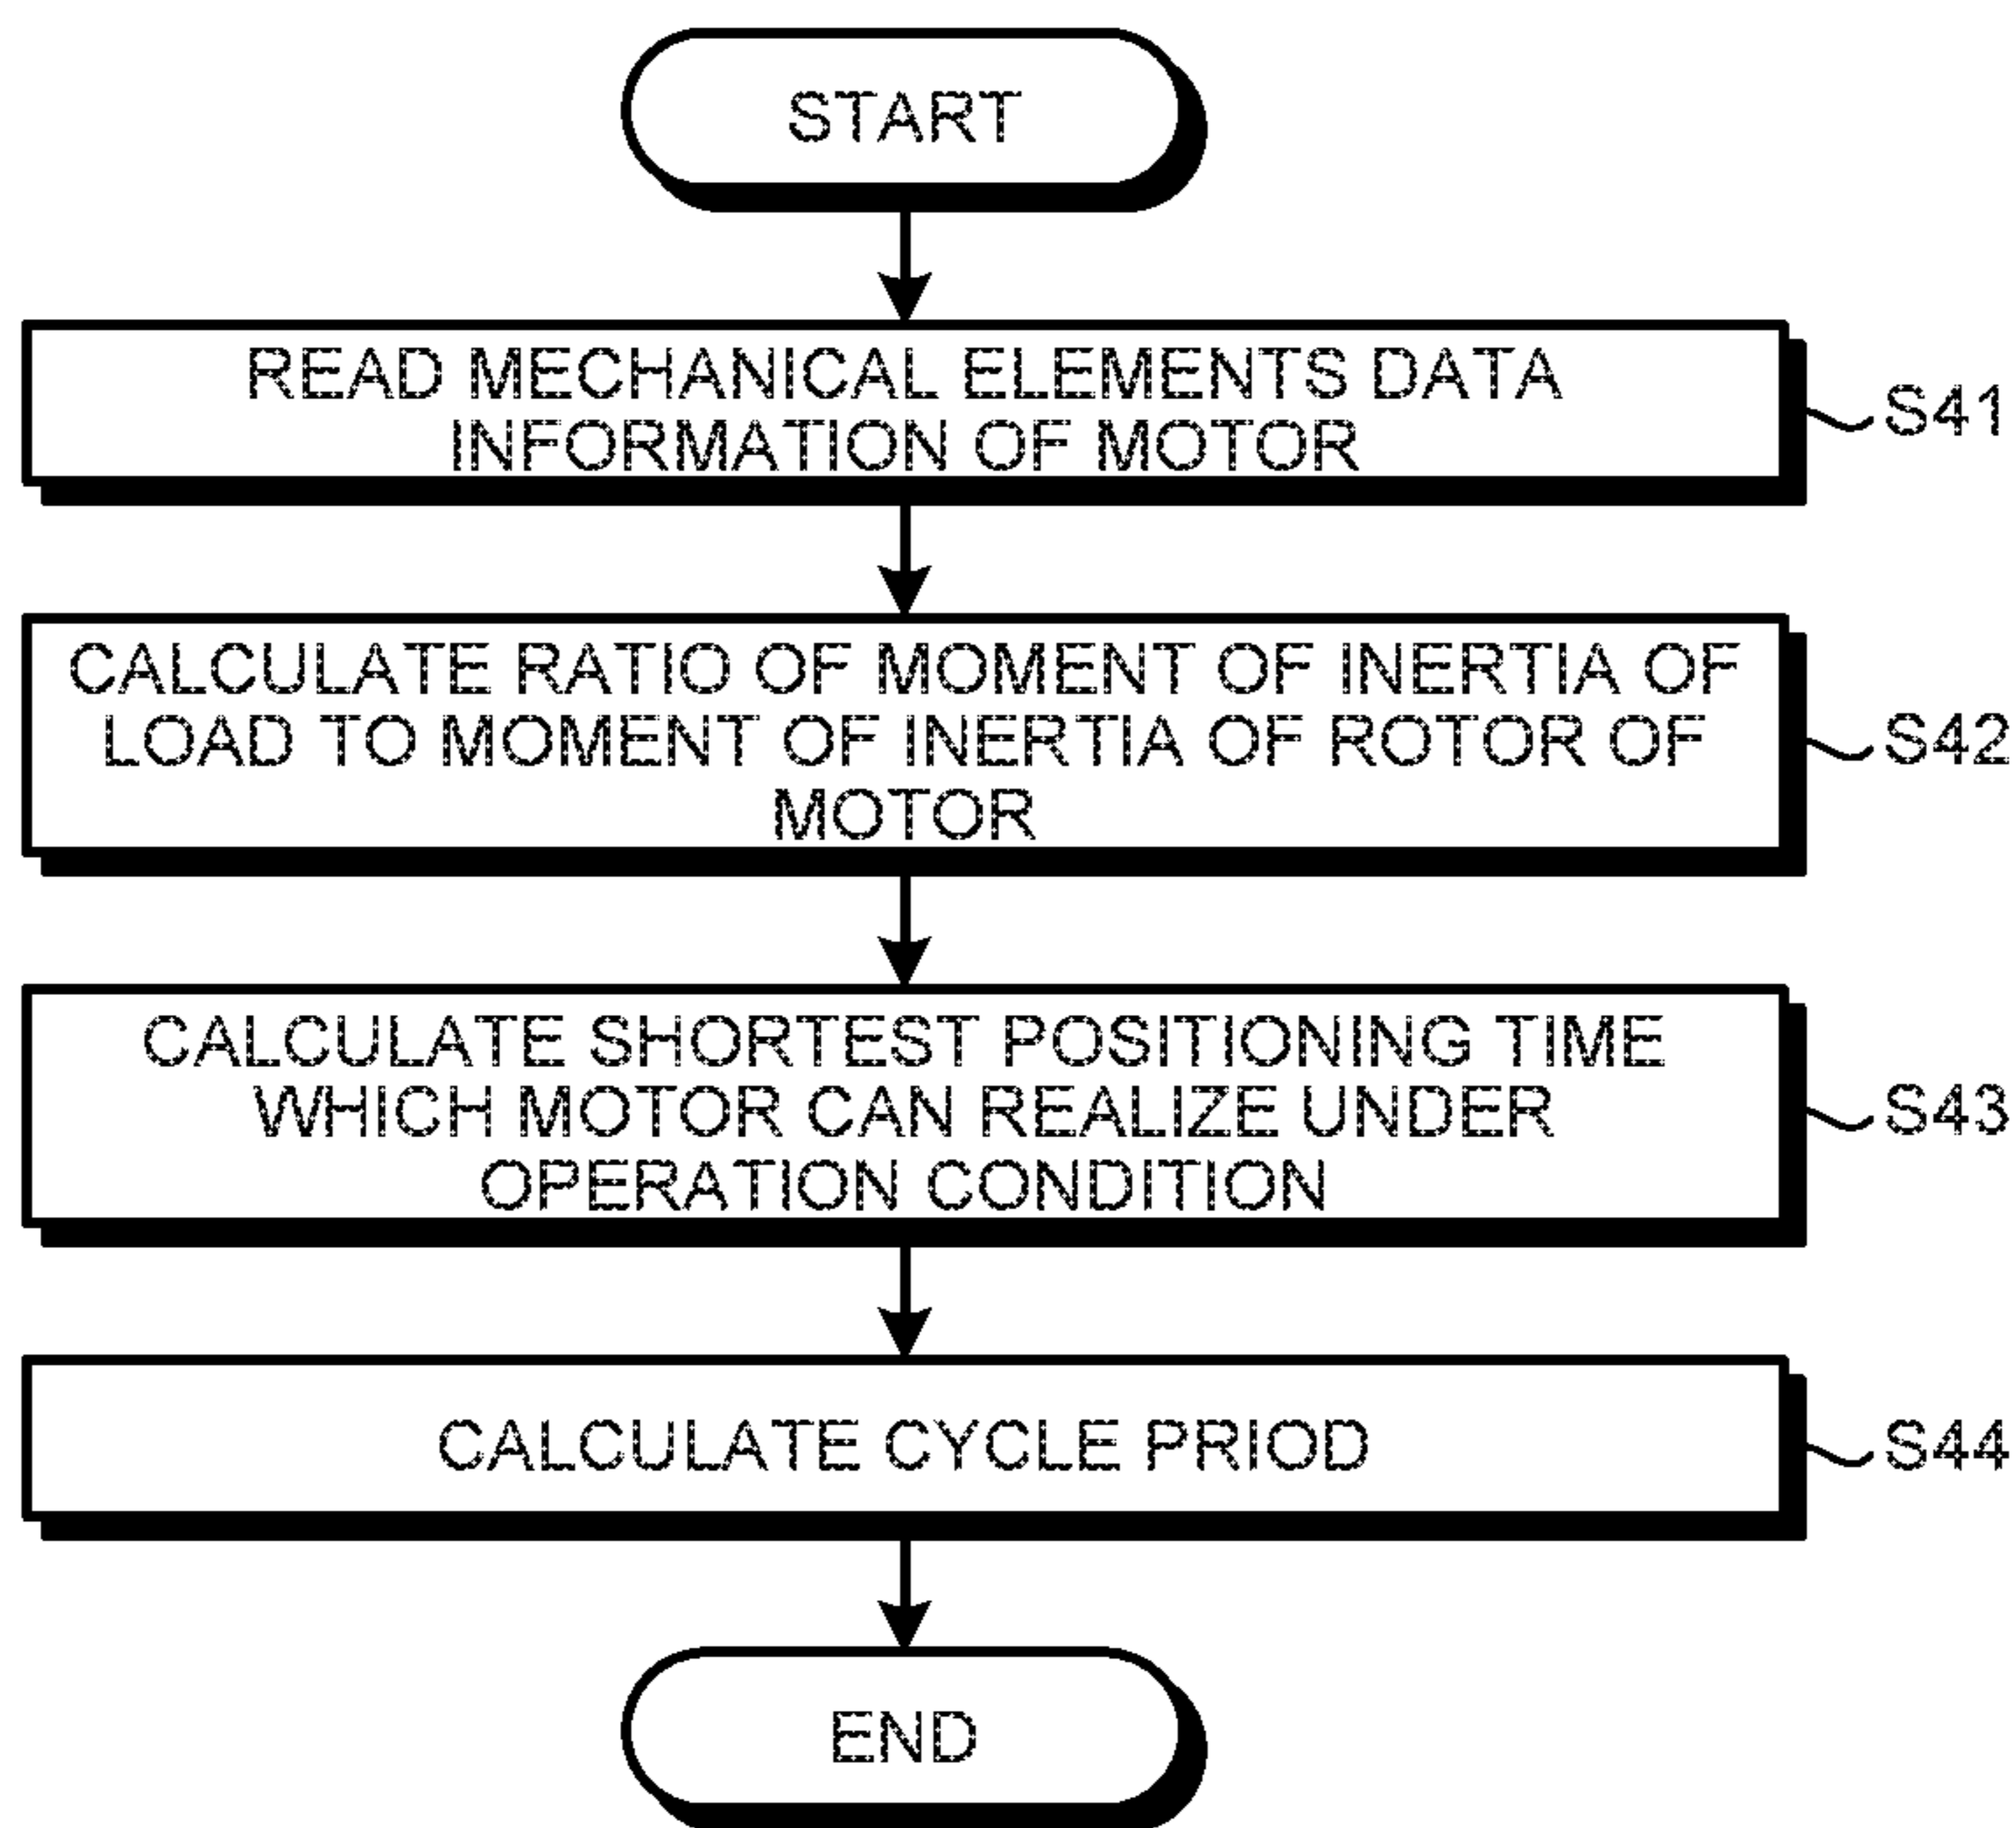 START
READ MECHANICAL ELEMENTS DATA
INFORMATION OF MOTOR
S41
CALCULATE RATIO OF MOMENT OF INERTIA OF
LOAD TO MOMENT OF INERTIA OF ROTOR OF
MOTOR
S42
CALCULATE SHORTEST POSITIONING TIME
WHICH MOTOR CAN REALIZE UNDER
OPERATION CONDITION
S43
CALCULATE CYCLE PRIOD
S44
END